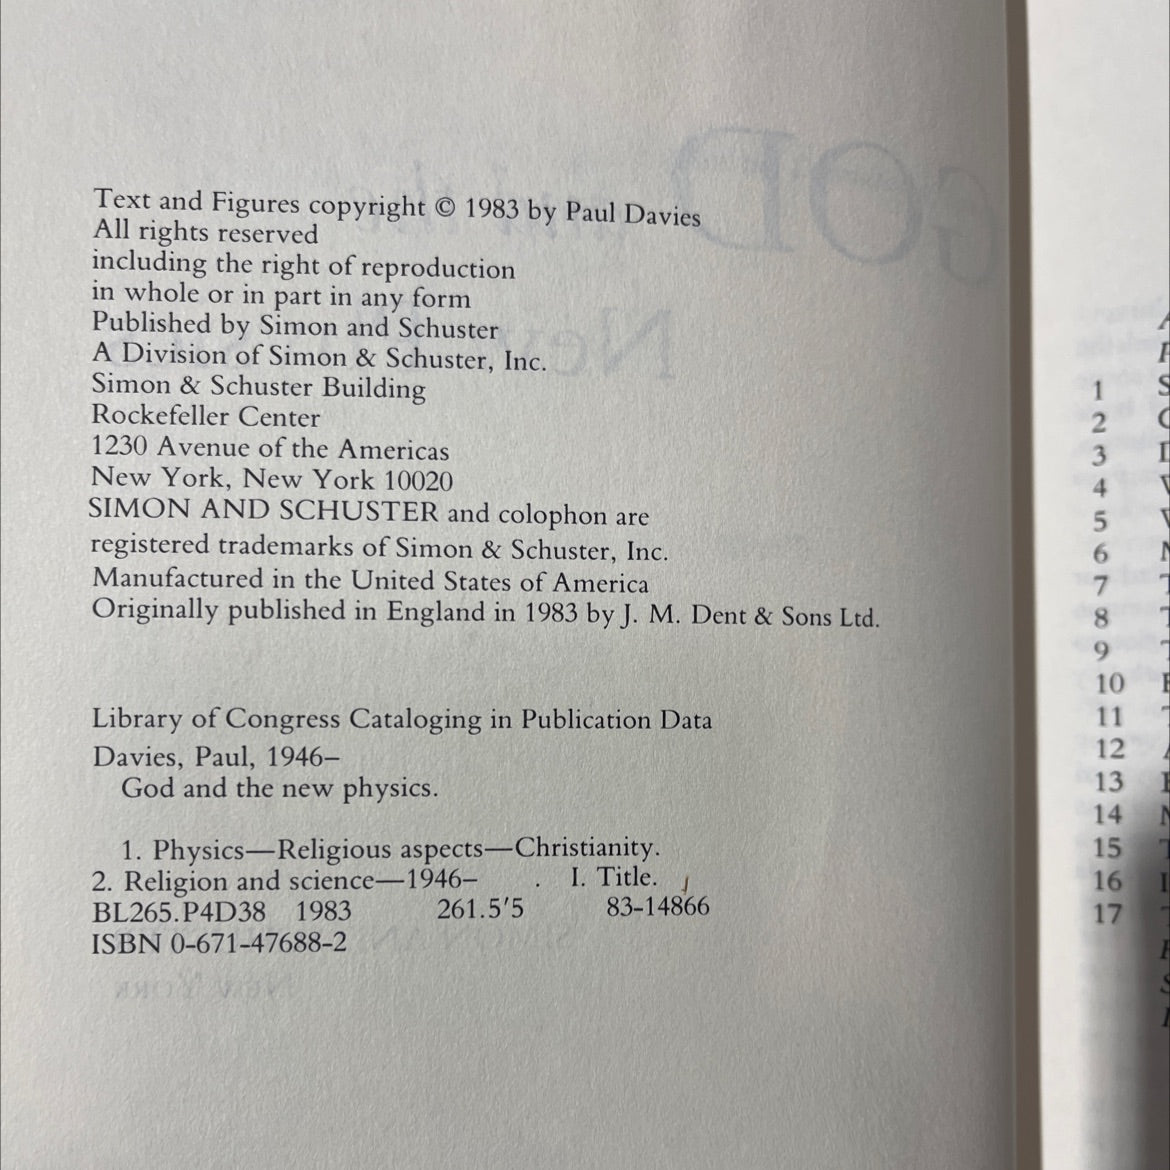 Text and Figures copyright © 1983 by Paul Davies
All rights reserved
including the right of reproduction
in whole or in part in any form
Published by Simon and Schuster
A Division of Simon & Schuster, Inc.
Simon & Schuster Building
Rockefeller Center
1230 Avenue of the Americas
New York, New York 10020
SIMON AND SCHUSTER and colophon are
registered trademarks of Simon & Schuster, Inc.
Manufactured in the United States of America
Originally published in England in 1983 by J. M. Dent & Sons Ltd.
Library of Congress Cataloging in Publication Data
Davies, Paul, 1946–
God and the new physics.
1. Physics—Religious aspects—Christianity.
2. Religion and science—1946– . I. Title.
BL265.P4D38 1983 261.5'5 83-14866
ISBN 0-671-47688-2
1
2
3
4
5
6
7
8
9
10
11
12
13
14
15
16
17